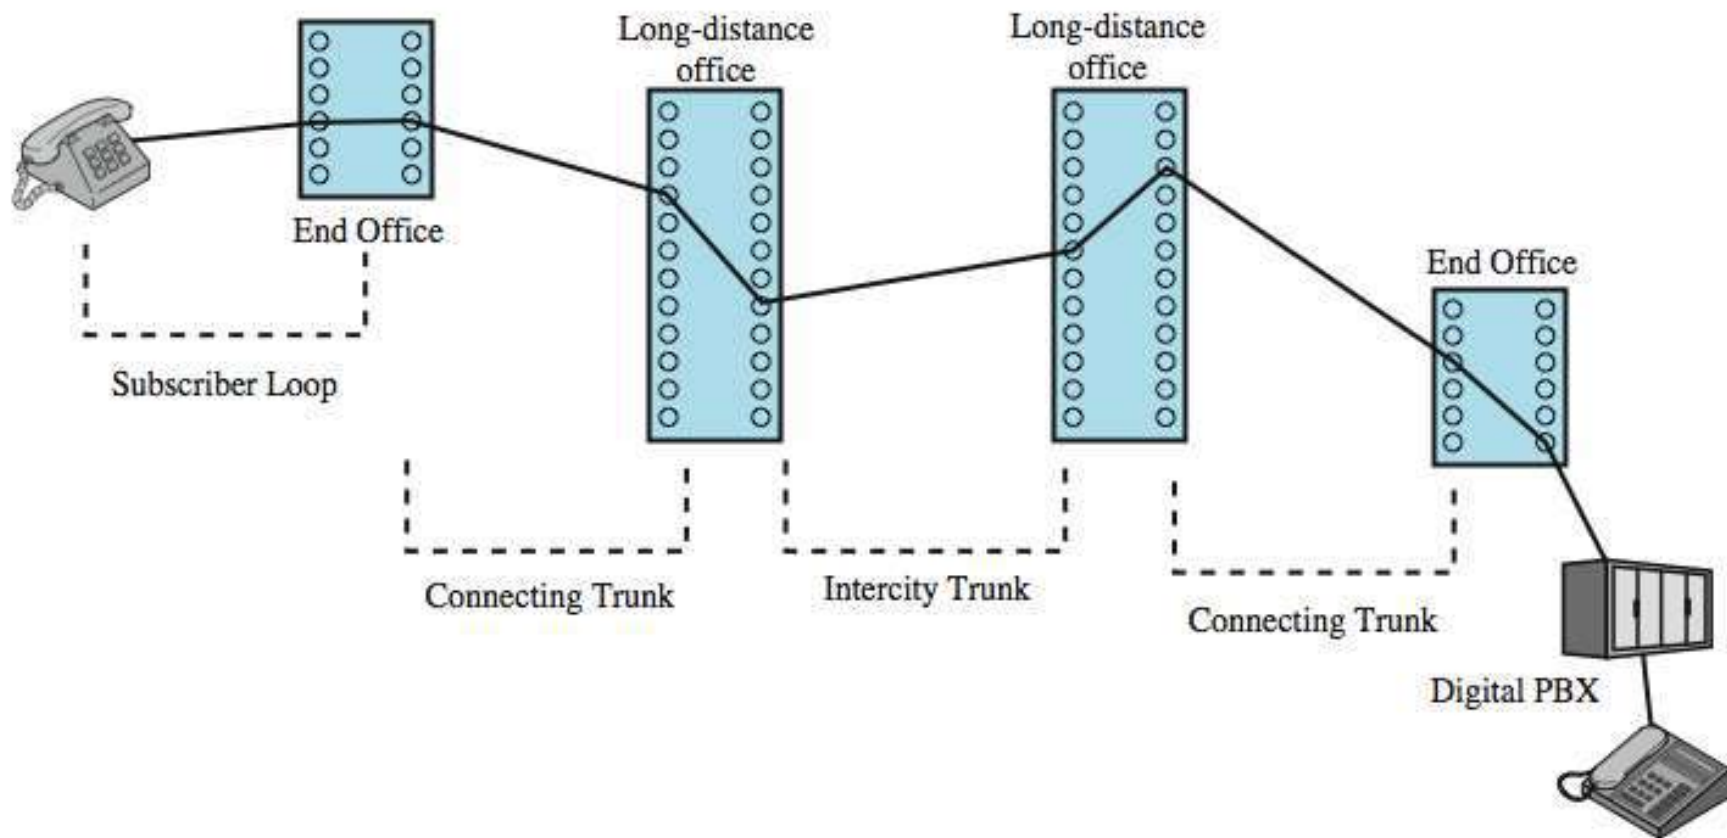 Long-distance
office
Long-distance
office
End Office
End Office
Subscriber Loop
Connecting Trunk
Intercity Trunk
Connecting Trunk
Digital PBX